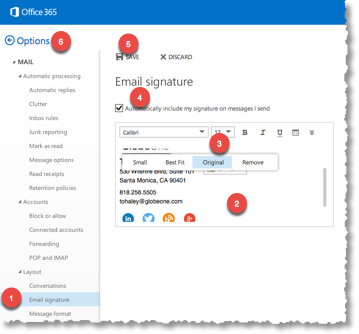 Office 365
Options
6
MAIL
Automatic processing
Automatic replies
Clutter
Inbox rules
Junk reporting
Mark as read
Message options
Read receipts
Retention policies
Accounts
Block or allow
Connected accounts
Forwarding
POP and IMAP
Layout
Conversations
1
Email signature
Message format
5
SAVE
DISCARD
Email signature
4
Automatically include my signature on messages I send
Calibri
12
B I U
3
Small Best Fit Original Remove
530 Wilshire Blvd, Suite 101
Santa Monica, CA 90401
818.256.5505
tohaley@globeone.com
2